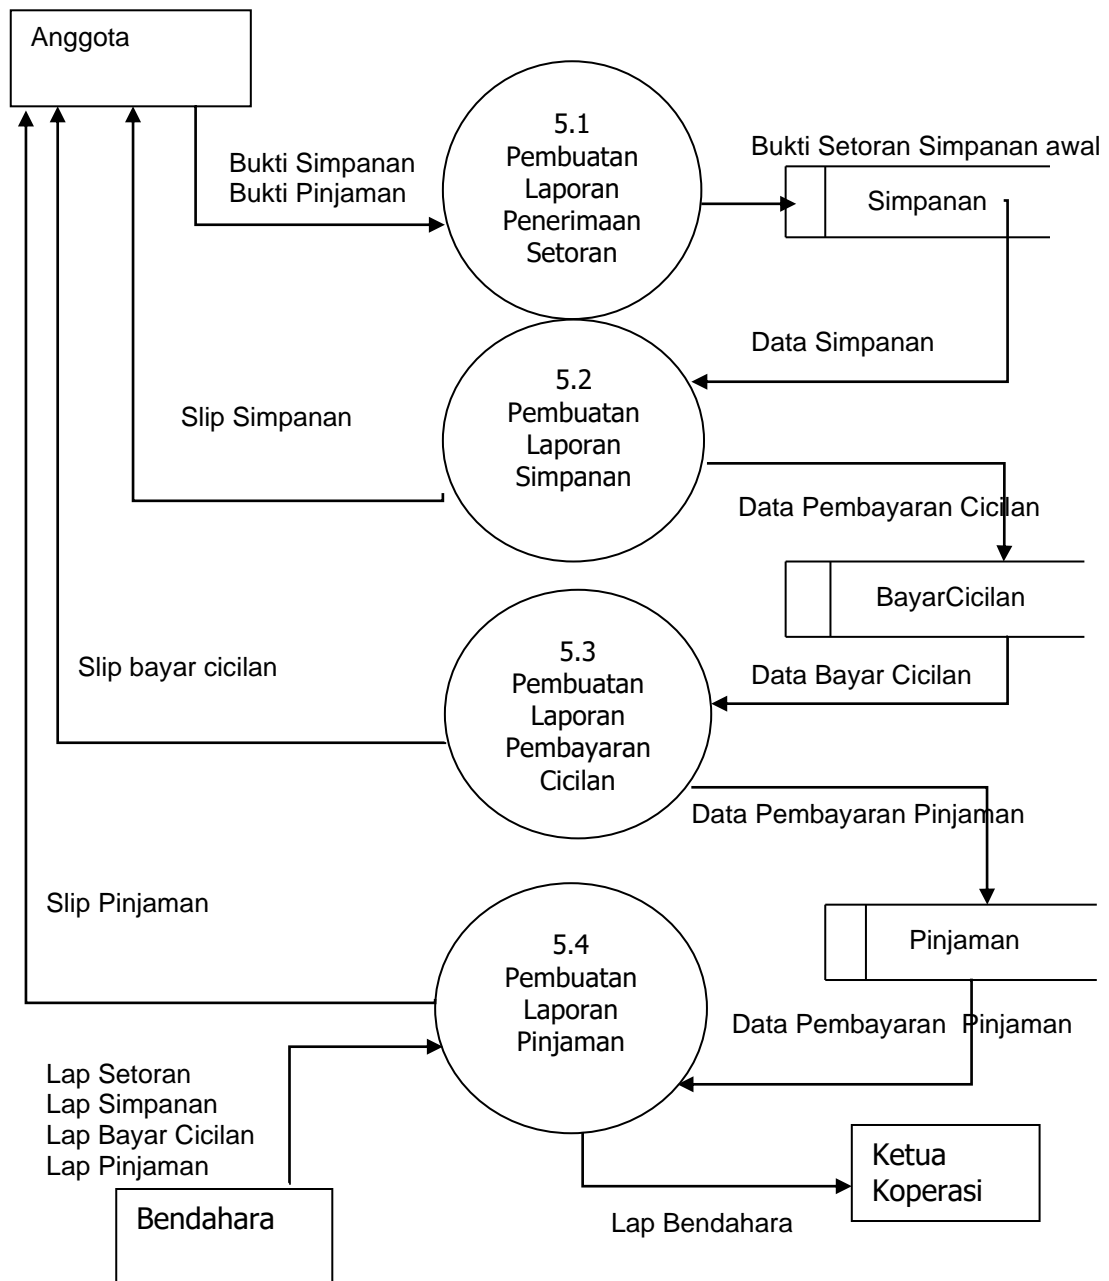 Anggota
5.1
Pembuatan
Laporan
Penerimaan
Setoran
Bukti Simpanan
Bukti Pinjaman
Bukti Setoran Simpanan awal
Simpanan
Data Simpanan
5.2
Pembuatan
Laporan
Simpanan
Slip Simpanan
Data Pembayaran Cicilan
BayarCicilan
Slip bayar cicilan
5.3
Pembuatan
Laporan
Pembayaran
Cicilan
Data Bayar Cicilan
Data Pembayaran Pinjaman
Slip Pinjaman
Pinjaman
5.4
Pembuatan
Laporan
Pinjaman
Data Pembayaran  Pinjaman
Lap Setoran
Lap Simpanan
Lap Bayar Cicilan
Lap Pinjaman
Ketua
Koperasi
Bendahara
Lap Bendahara